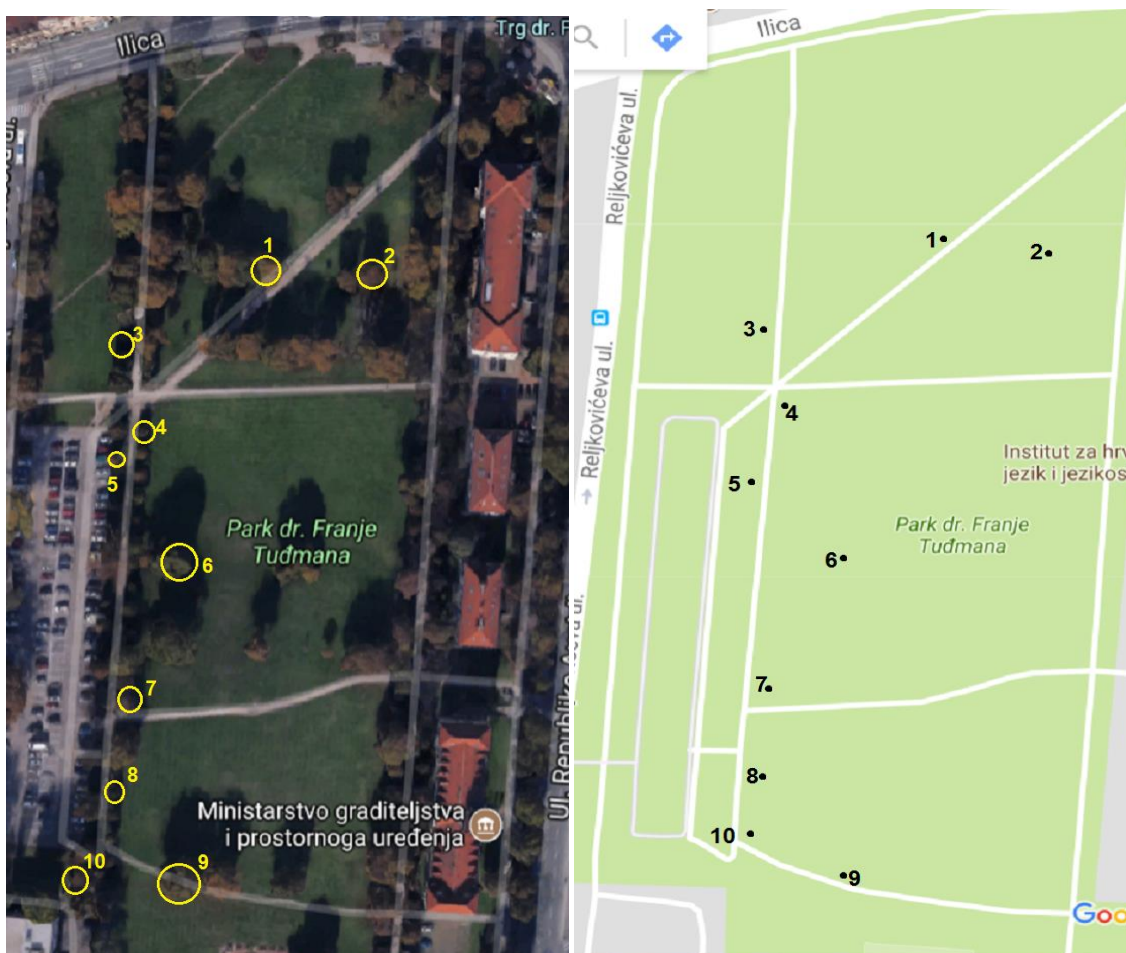 Ilica
Trg dr. F
1
2
3
4
5
6
7
8
9
10
Park dr. Franje
Tuđmana
Ministarstvo graditeljstva
i prostornoga uređenja
Ilica
Reljkovićeva ul.
Reljkovićeva ul.
1
2
3
4
5
6
7
8
10
9
Institut za hrv
jezik i jezikos
Park dr. Franje
Tuđmana
Goo